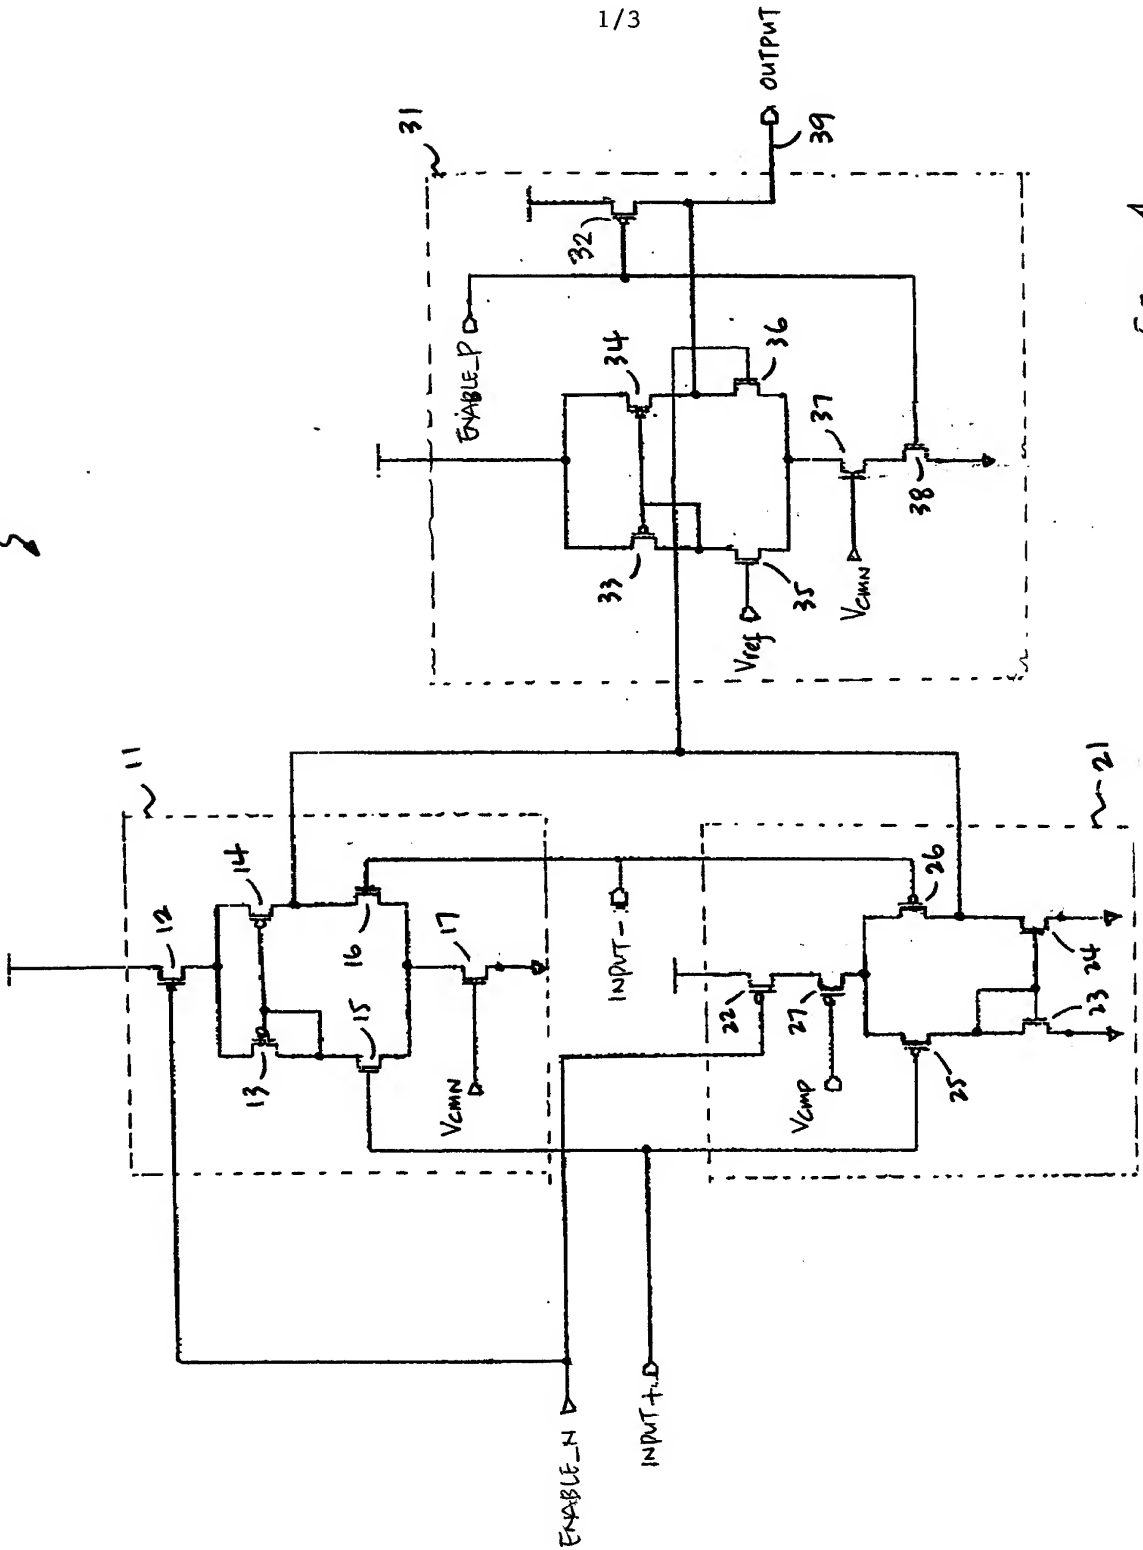 1/3
31
OUTPUT
39
32
ENABLE_P
34
36
33
35
37
38
Vref
VCMN
11
12
14
13
16
15
17
VCMN
INPUT-
21
22
27
26
25
24
23
VCMP
ENABLE_N
INPUT+